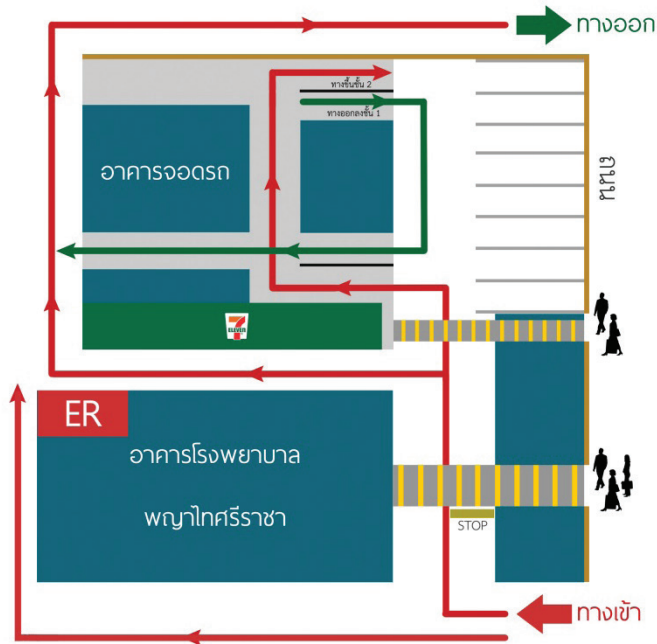 ทางออก
ทางขึ้นชั้น 2
ทางออกลงชั้น 1
อาคารจอดรถ
ถนน
7
ELEVEN
ER
อาคารโรงพยาบาล
พญาไทศรีราชา
STOP
ทางเข้า